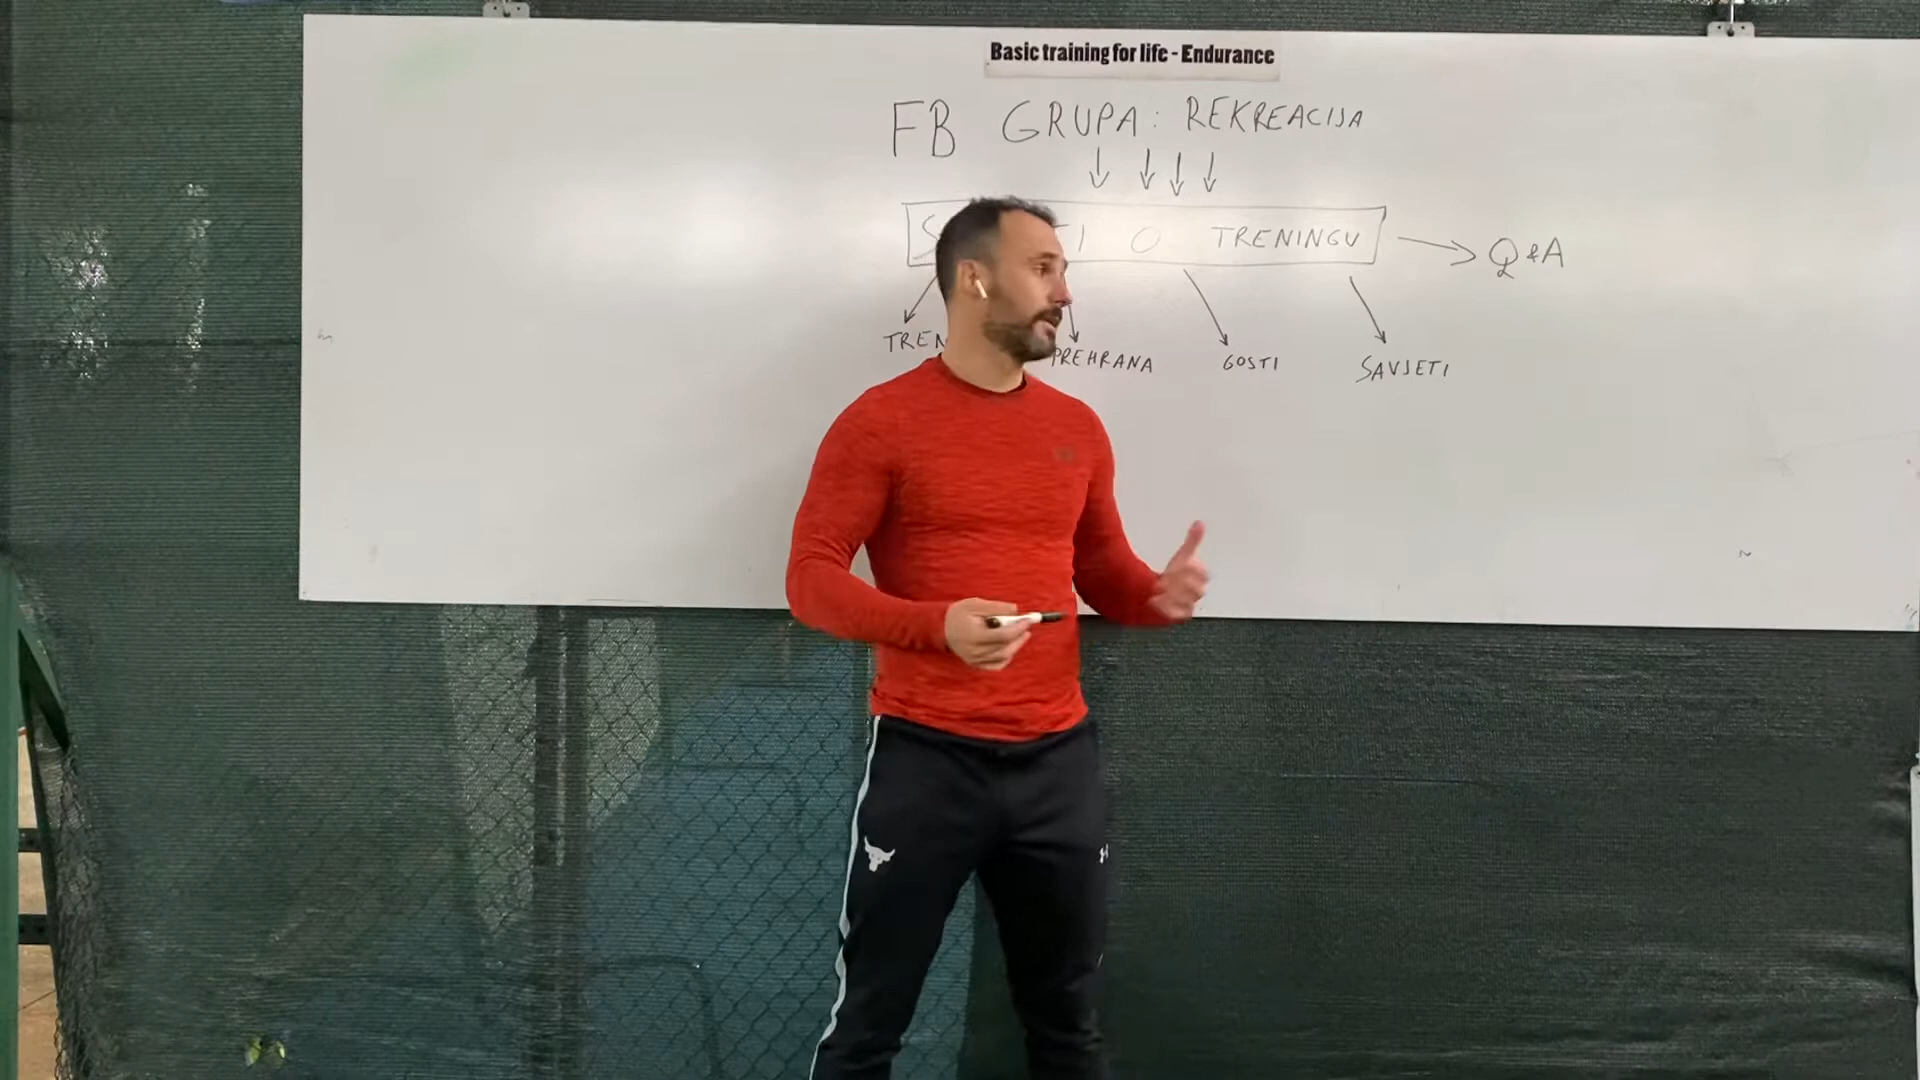 Basic training for life - Endurance
FB GRUPA: REKREACIJA
O TRENINGU → Q&A
PREHRANA GOSTI SAVJETI